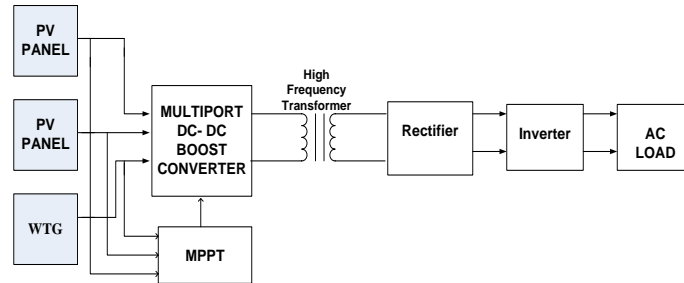 PV
PANEL
PV
PANEL
WTG
MULTIPORT
DC- DC
BOOST
CONVERTER
MPPT
High
Frequency
Transformer
Rectifier
Inverter
AC
LOAD